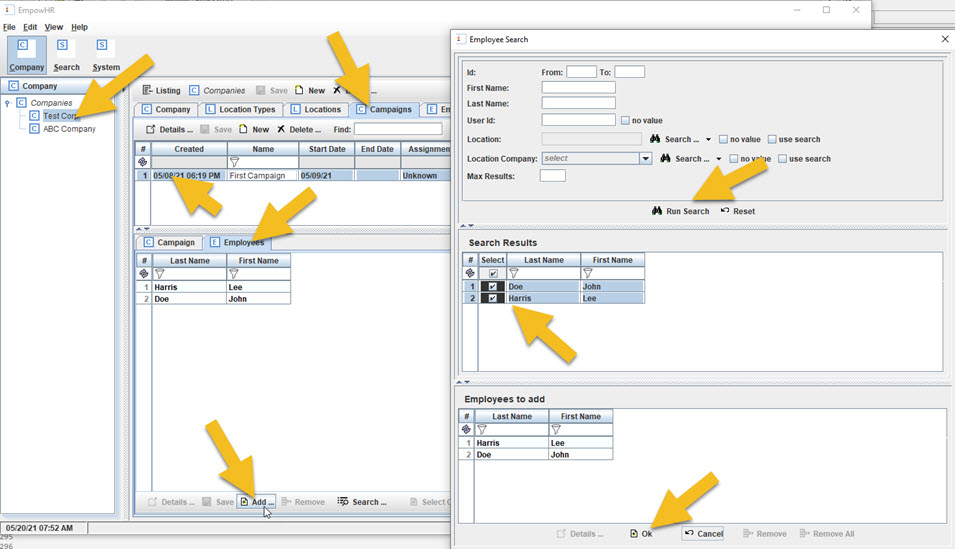 EmpowHR
File Edit View Help
C Company
S Search
S System
C Company
C Companies
C Test Corp
C ABC Company
Listing C Companies Save New
C Company L Location Types L Locations C Campaigns E
Details ... Save New Delete ... Find:
# Created Name Start Date End Date Assignmen
1 05/08/21 06:19 PM First Campaign 05/09/21 Unknown
C Campaign E Employees
# Last Name First Name
1 Harris Lee
2 Doe John
Details ... Save Add ... Remove Search ... Select
05/20/21 07:52 AM
295
296
Employee Search
Id: From: To:
First Name:
Last Name:
User Id: no value
Location: Search ... no value use search
Location Company: select Search ... no value use search
Max Results:
Run Search Reset
Search Results
# Select Last Name First Name
1 Doe John
2 Harris Lee
Employees to add
# Last Name First Name
1 Harris Lee
2 Doe John
Details ... Ok Cancel Remove Remove All